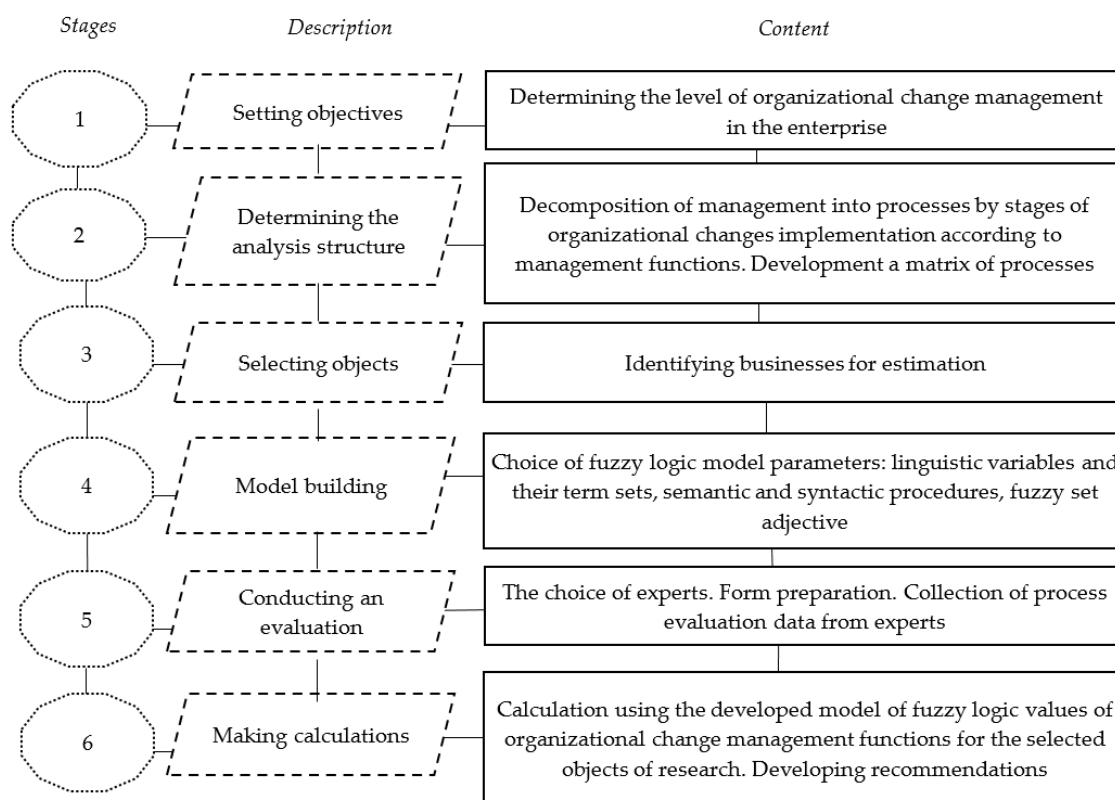 Stages
Description
Content
1
Setting objectives
Determining the level of organizational change management
in the enterprise
2
Determining the
analysis structure
Decomposition of management into processes by stages of
organizational changes implementation according to
management functions. Development a matrix of processes
3
Selecting objects
Identifying businesses for estimation
4
Model building
Choice of fuzzy logic model parameters: linguistic variables and
their term sets, semantic and syntactic procedures, fuzzy set
adjective
5
Conducting an
evaluation
The choice of experts. Form preparation. Collection of process
evaluation data from experts
6
Making calculations
Calculation using the developed model of fuzzy logic values of
organizational change management functions for the selected
objects of research. Developing recommendations